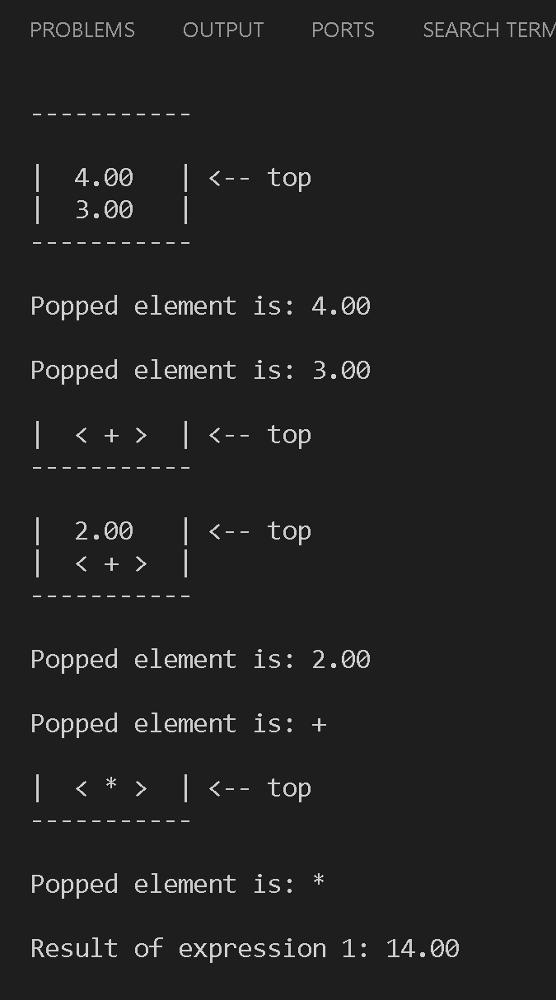 PROBLEMS OUTPUT PORTS SEARCH TERM
-----------
|  4.00   | <-- top
|  3.00   |
-----------
Popped element is: 4.00
Popped element is: 3.00
|  < + >  | <-- top
-----------
|  2.00   | <-- top
|  < + >  |
-----------
Popped element is: 2.00
Popped element is: +
|  < * >  | <-- top
-----------
Popped element is: *
Result of expression 1: 14.00